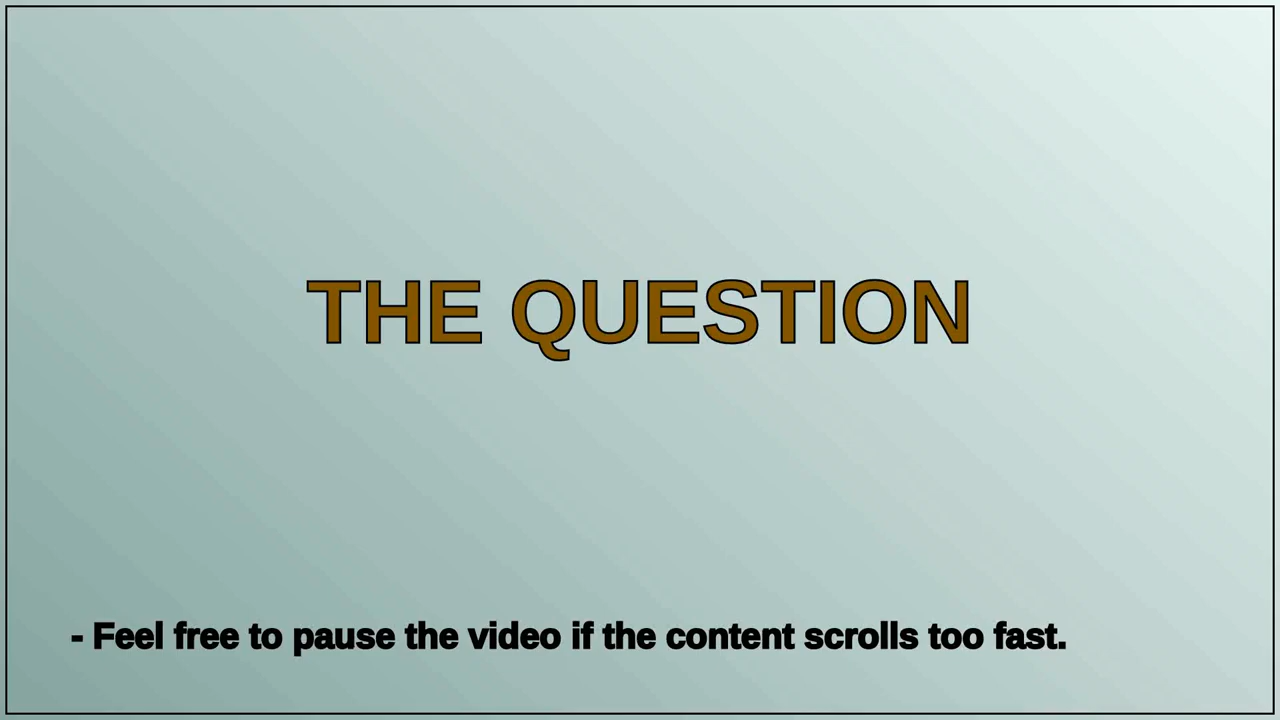 THE QUESTION
- Feel free to pause the video if the content scrolls too fast.